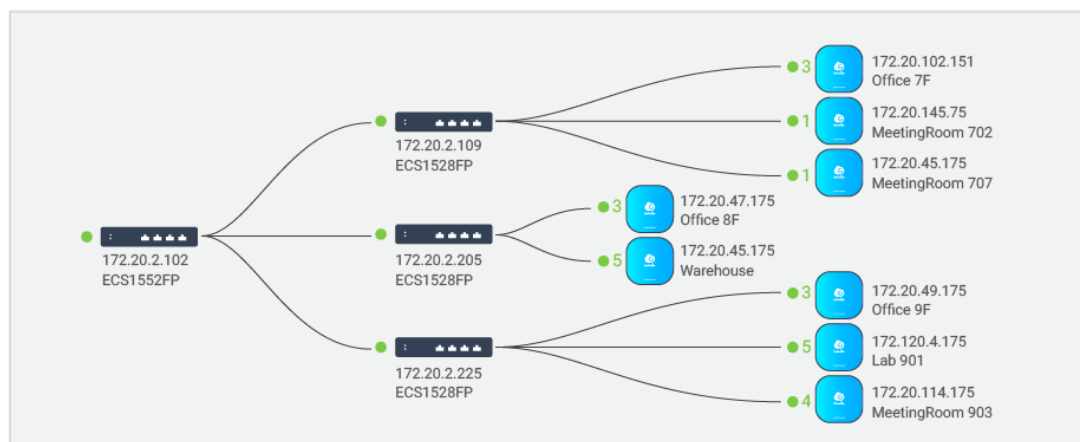 3
172.20.102.151
Office 7F
1
172.20.145.75
MeetingRoom 702
1
172.20.45.175
MeetingRoom 707
172.20.2.109
ECS1528FP
3
172.20.47.175
Office 8F
5
172.20.45.175
Warehouse
172.20.2.205
ECS1528FP
172.20.2.102
ECS1552FP
3
172.20.49.175
Office 9F
5
172.120.4.175
Lab 901
4
172.20.114.175
MeetingRoom 903
172.20.2.225
ECS1528FP